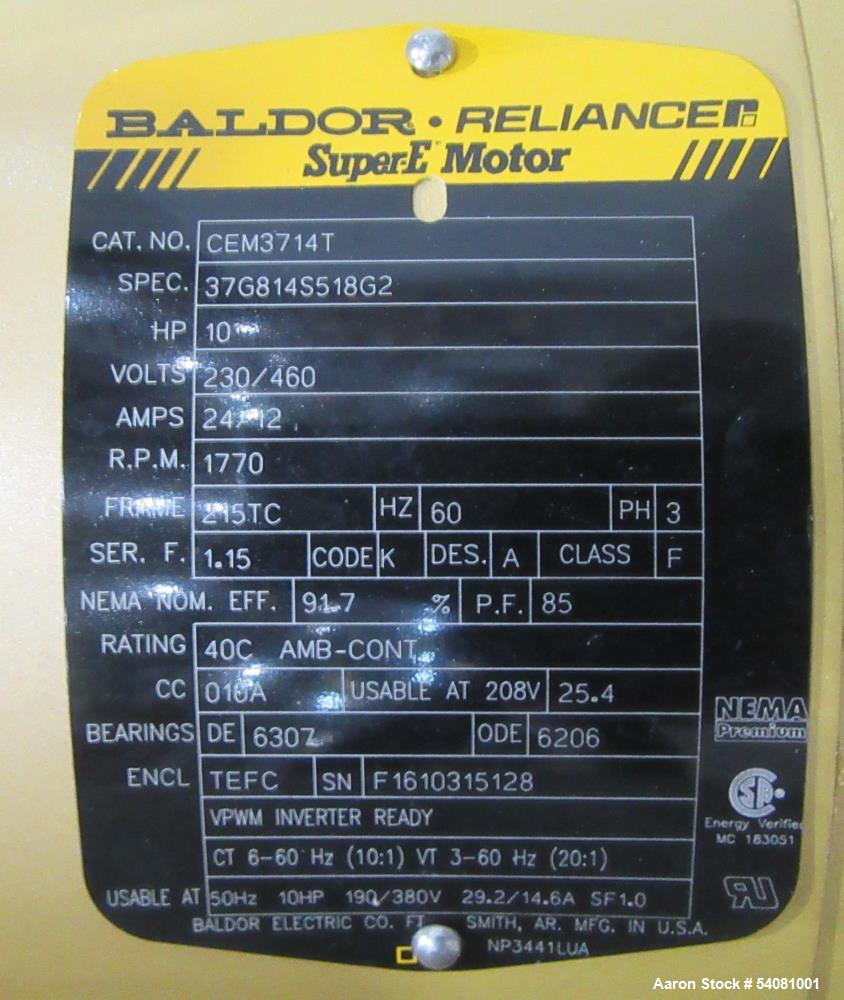 BALDOR • RELIANCE
Super-E Motor
CAT. NO. CEM3714T
SPEC. 37G814S518G2
HP 10
VOLTS 230/460
AMPS 24/12
R.P.M. 1770
FRAME 215TC HZ 60 PH 3
SER. F. 1.15 CODE K DES. A CLASS F
NEMA NOM. EFF. 91.7 % P.F. 85
RATING 40C AMB-CONT
CC 010A USABLE AT 208V 25.4
BEARINGS DE 6307 ODE 6206
ENCL TEFC SN F1610315128
VPWM INVERTER READY
CT 6-60 Hz (10:1) VT 3-60 Hz (20:1)
USABLE AT 50Hz 10HP 190/380V 29.2/14.6A SF1.0
BALDOR ELECTRIC CO. FT. SMITH, AR. MFG. IN U.S.A.
NP3441LUA
NEMA
Premium
Energy Verified
MC 183051
Aaron Stock # 54081001